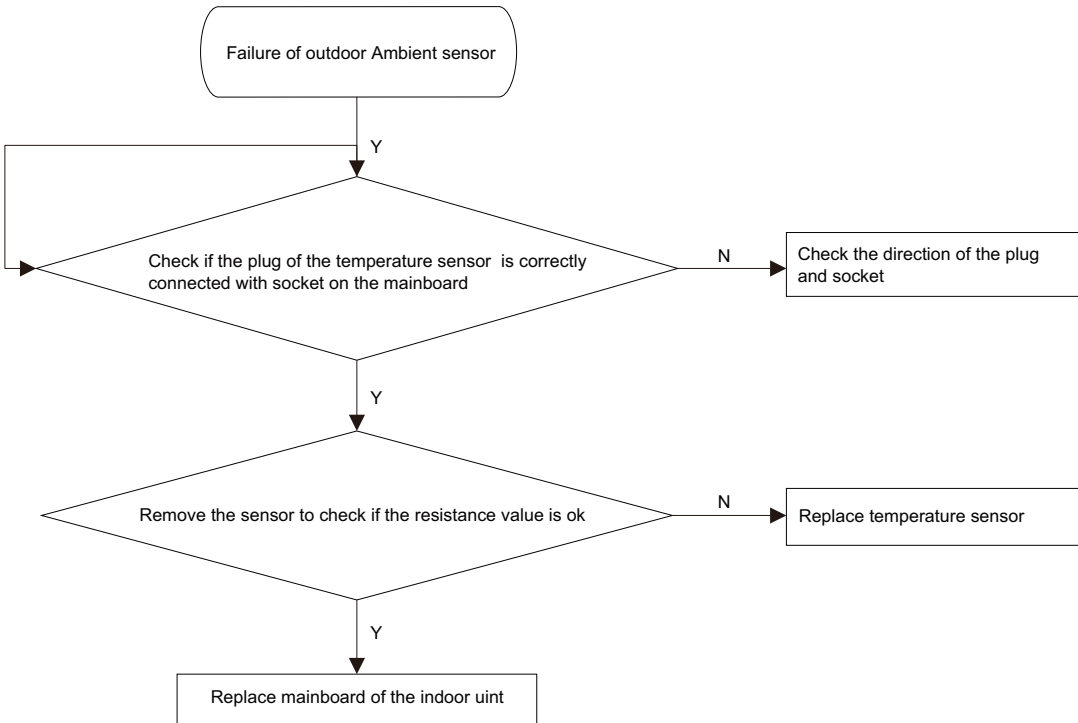 Failure of outdoor Ambient sensor
Y
Check if the plug of the temperature sensor  is correctly
connected with socket on the mainboard
N
Check the direction of the plug
and socket
Y
Remove the sensor to check if the resistance value is ok
N
Replace temperature sensor
Y
Replace mainboard of the indoor uint